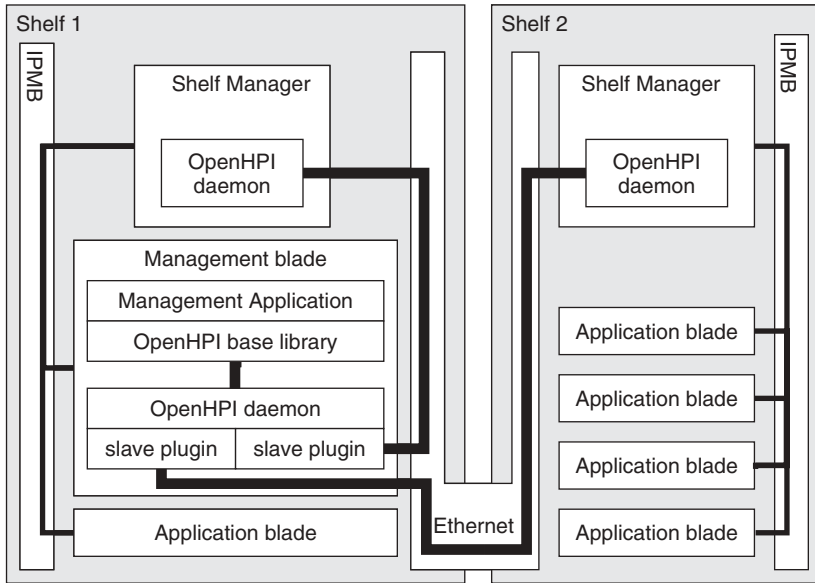 Shelf 1
IPMB
Shelf Manager
OpenHPI
daemon
Management blade
Management Application
OpenHPI base library
OpenHPI daemon
slave plugin
slave plugin
Application blade
Ethernet
Shelf 2
IPMB
Shelf Manager
OpenHPI
daemon
Application blade
Application blade
Application blade
Application blade